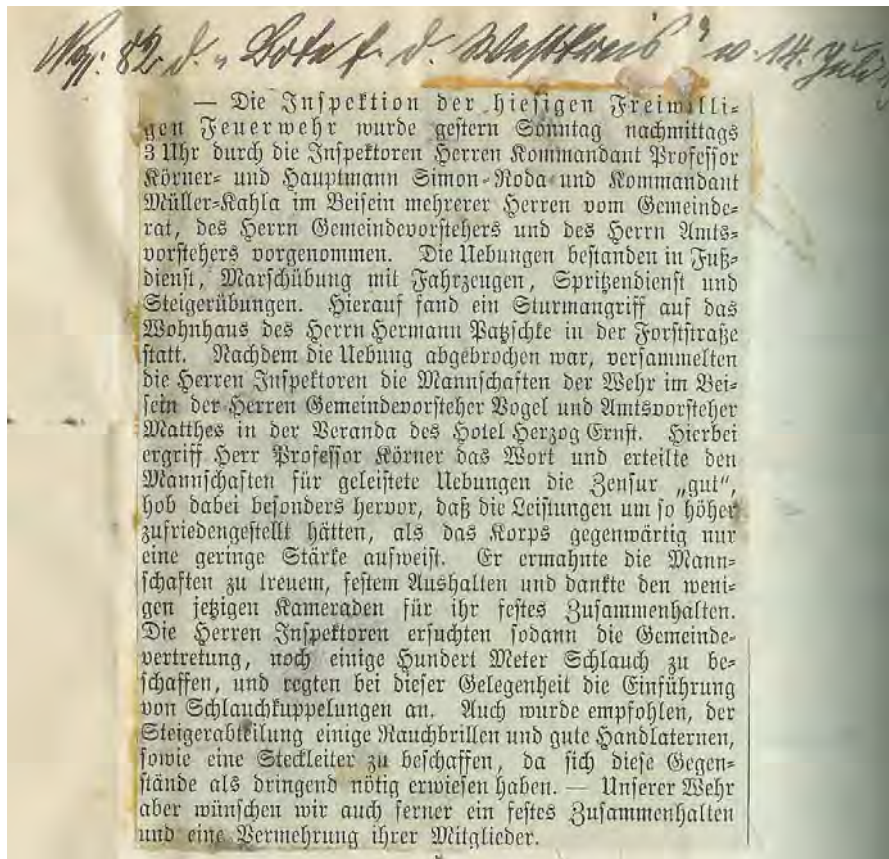 Nr. 82 d. „Bote f. d. Westkreis" v. 14. Juli
— Die Inspektion der hiesigen Freiwilli-
gen Feuerwehr wurde gestern Sonntag nachmittags
3 Uhr durch die Inspektoren Herren Kommandant Professor
Körner- und Hauptmann Simon-Roda und Kommandant
Müller-Kahla im Beisein mehrerer Herren vom Gemeinde-
rat, des Herrn Gemeindevorstehers und des Herrn Amts-
vorstehers vorgenommen. Die Uebungen bestanden in Fuß-
dienst, Marschübung mit Fahrzeugen, Spritzendienst und
Steigerübungen. Hierauf fand ein Sturmangriff auf das
Wohnhaus des Herrn Hermann Patzschke in der Forststraße
statt. Nachdem die Uebung abgebrochen war, versammelten
die Herren Inspektoren die Mannschaften der Wehr im Bei-
sein der Herren Gemeindevorsteher Vogel und Amtsvorsteher
Matthes in der Veranda des Hotel Herzog Ernst. Hierbei
ergriff Herr Professor Körner das Wort und erteilte den
Mannschaften für geleistete Uebungen die Zensur „gut",
hob dabei besonders hervor, daß die Leistungen um so höher
zufriedengestellt hätten, als das Korps gegenwärtig nur
eine geringe Stärke aufweist. Er ermahnte die Mann-
schaften zu treuem, festem Aushalten und dankte den weni-
gen jetzigen Kameraden für ihr festes Zusammenhalten.
Die Herren Inspektoren ersuchten sodann die Gemeinde-
vertretung, noch einige Hundert Meter Schlauch zu be-
schaffen, und regten bei dieser Gelegenheit die Einführung
von Schlauchkuppelungen an. Auch wurde empfohlen, der
Steigerabteilung einige Rauchbrillen und gute Handlaternen,
sowie eine Steckleiter zu beschaffen, da sich diese Gegen-
stände als dringend nötig erwiesen haben. — Unserer Wehr
aber wünschen wir auch ferner ein festes Zusammenhalten
und eine Vermehrung ihrer Mitglieder.